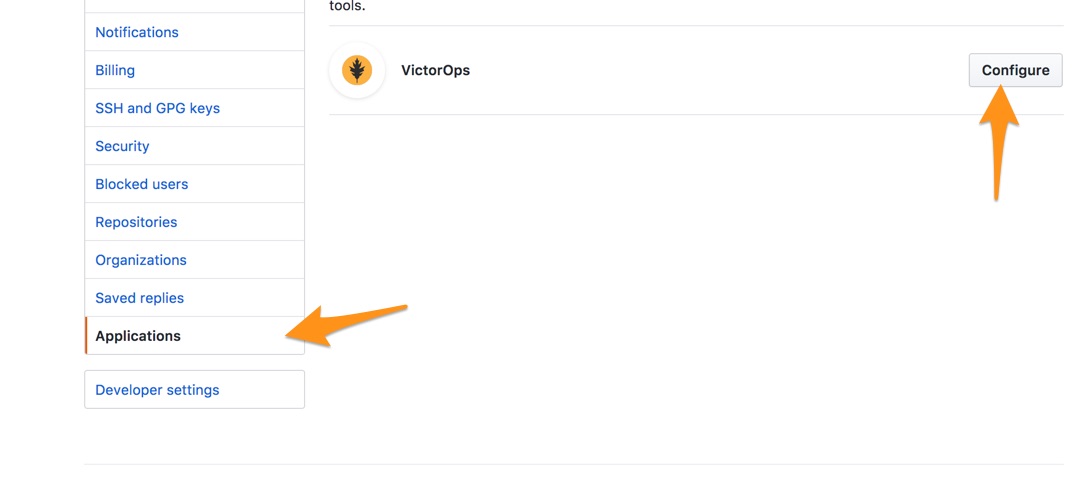 tools.
Notifications
Billing
SSH and GPG keys
Security
Blocked users
Repositories
Organizations
Saved replies
Applications
Developer settings
VictorOps
Configure